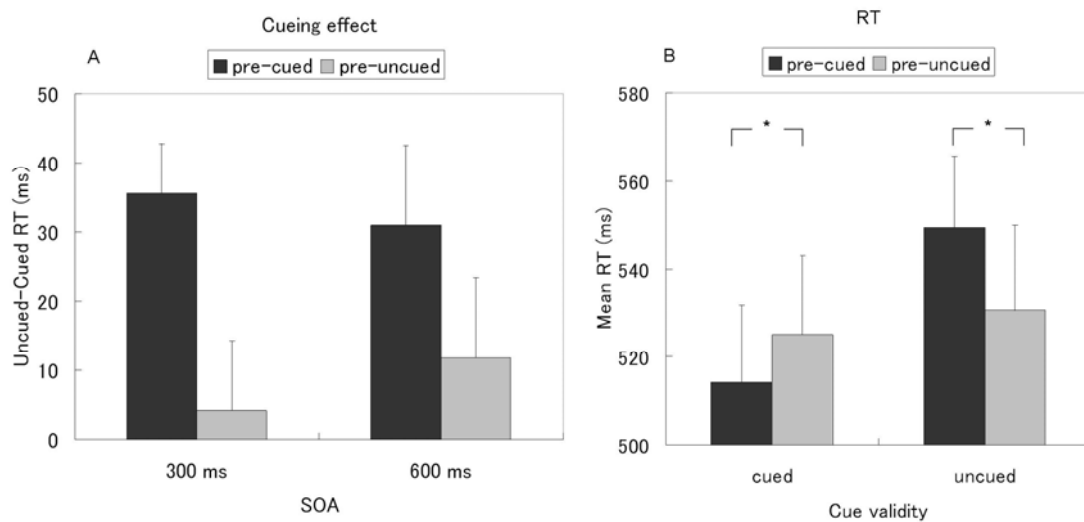 Cueing effect
A
pre-cued pre-uncued
50
40
30
20
10
0
Uncued-Cued RT (ms)
300 ms 600 ms
SOA
RT
B
pre-cued pre-uncued
580
560
540
520
500
Mean RT (ms)
* *
cued uncued
Cue validity